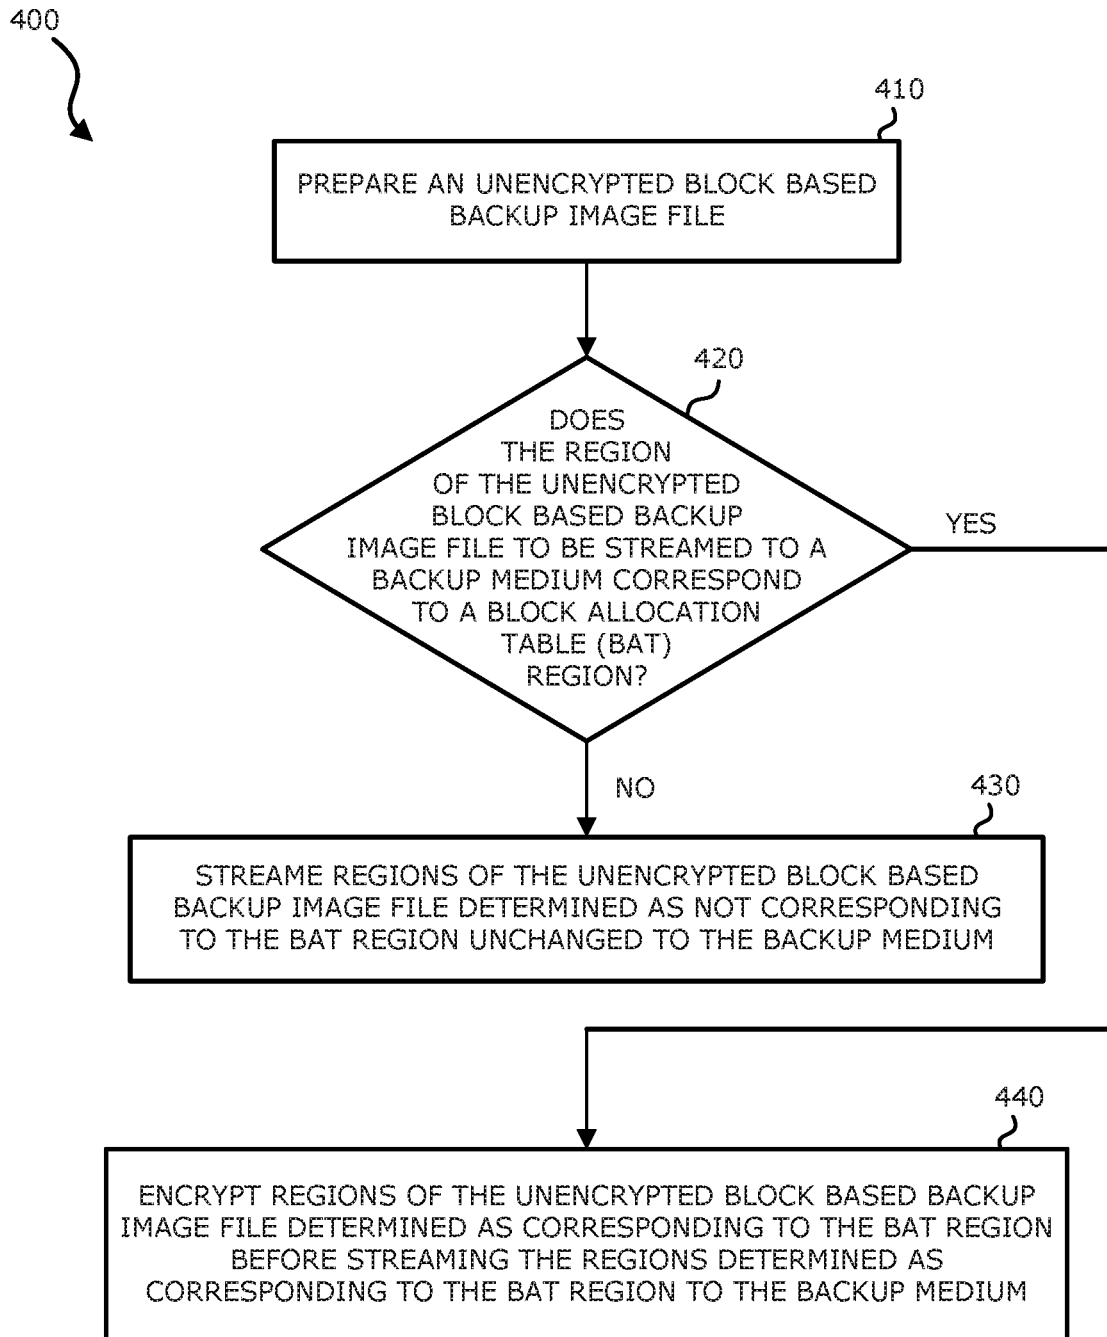 400
410
PREPARE AN UNENCRYPTED BLOCK BASED
BACKUP IMAGE FILE
420
DOES
THE REGION
OF THE UNENCRYPTED
BLOCK BASED BACKUP
IMAGE FILE TO BE STREAMED TO A
BACKUP MEDIUM CORRESPOND
TO A BLOCK ALLOCATION
TABLE (BAT)
REGION?
YES
NO
430
STREAME REGIONS OF THE UNENCRYPTED BLOCK BASED
BACKUP IMAGE FILE DETERMINED AS NOT CORRESPONDING
TO THE BAT REGION UNCHANGED TO THE BACKUP MEDIUM
440
ENCRYPT REGIONS OF THE UNENCRYPTED BLOCK BASED BACKUP
IMAGE FILE DETERMINED AS CORRESPONDING TO THE BAT REGION
BEFORE STREAMING THE REGIONS DETERMINED AS
CORRESPONDING TO THE BAT REGION TO THE BACKUP MEDIUM